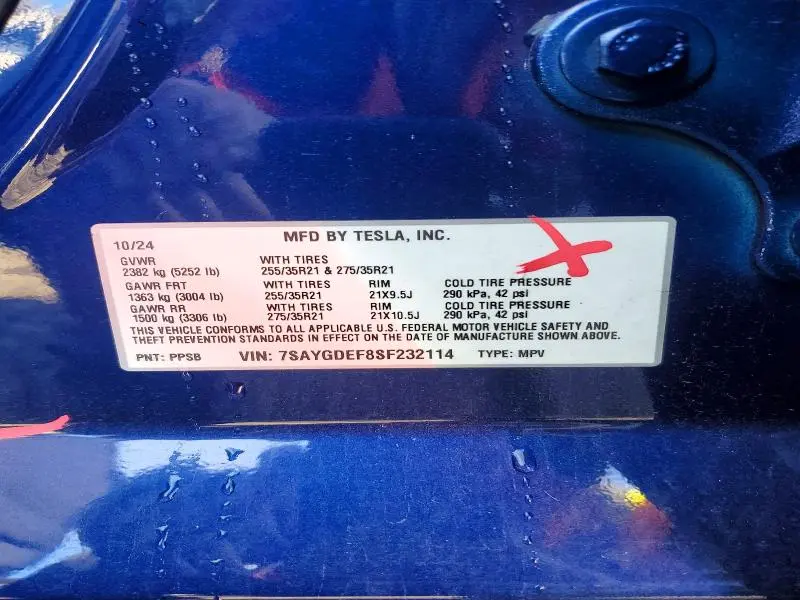 10/24 MFD BY TESLA, INC.
GVWR WITH TIRES
2382 kg (5252 lb) 255/35R21 & 275/35R21
GAWR FRT WITH TIRES RIM COLD TIRE PRESSURE
1363 kg (3004 lb) 255/35R21 21X9.5J 290 kPa, 42 psi
GAWR RR WITH TIRES RIM COLD TIRE PRESSURE
1500 kg (3306 lb) 275/35R21 21X10.5J 290 kPa, 42 psi
THIS VEHICLE CONFORMS TO ALL APPLICABLE U.S. FEDERAL MOTOR VEHICLE SAFETY AND
THEFT PREVENTION STANDARDS IN EFFECT ON THE DATE OF MANUFACTURE SHOWN ABOVE.
PNT: PPSB VIN: 7SAYGDEF8SF232114 TYPE: MPV